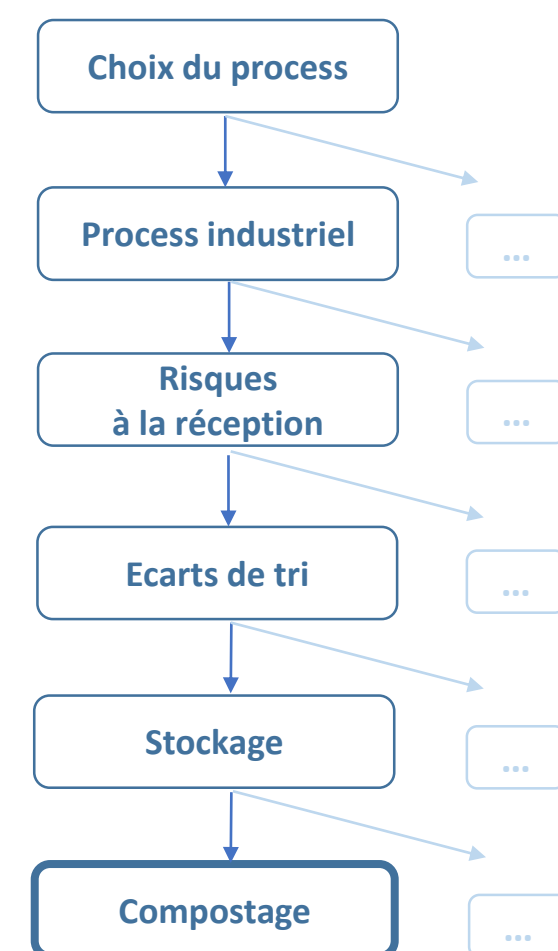 Choix du process
Process industriel
...
Risques
à la réception
...
Ecarts de tri
...
Stockage
...
Compostage
...